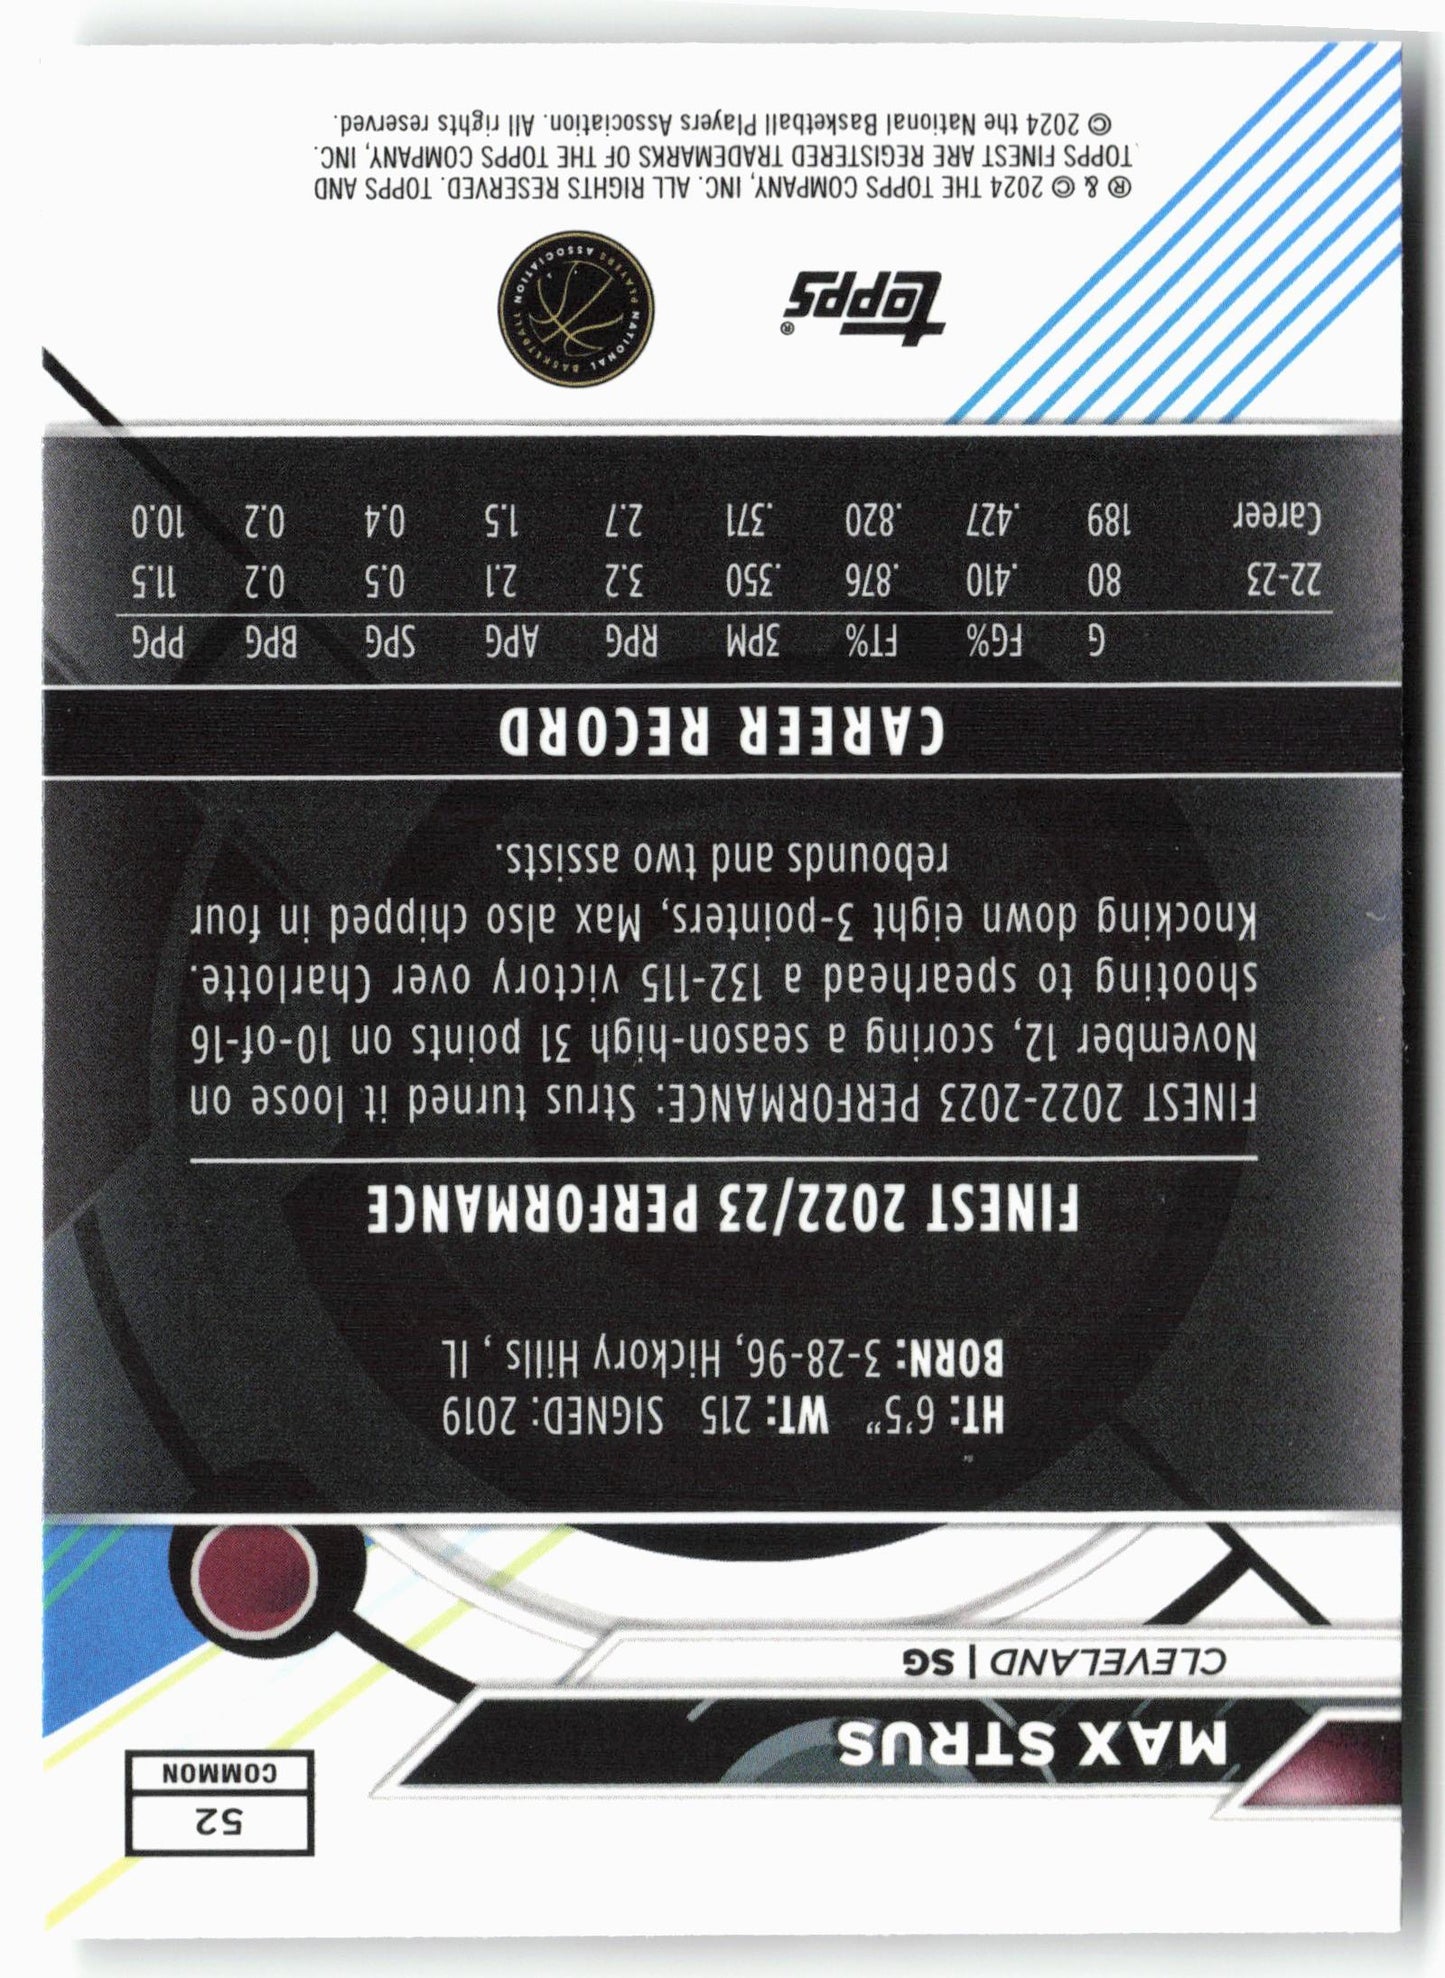 52
COMMON
MAX STRUS
CLEVELAND | SG
HT: 6'5" WT: 215 SIGNED: 2019
BORN: 3-28-96, Hickory Hills , IL
FINEST 2022/23 PERFORMANCE
FINEST 2022-2023 PERFORMANCE: Strus turned it loose on
November 12, scoring a season-high 31 points on 10-of-16
shooting to spearhead a 132-115 victory over Charlotte.
Knocking down eight 3-pointers, Max also chipped in four
rebounds and two assists.
CAREER RECORD
G FG% FT% 3PM RPG APG SPG BPG PPG
22-23 80 .410 .876 .350 3.2 2.1 0.5 0.2 11.5
Career 189 .427 .820 .371 2.7 1.5 0.4 0.2 10.0
topps®
NATIONAL BASKETBALL PLAYERS ASSOCIATION
® & © 2024 THE TOPPS COMPANY, INC. ALL RIGHTS RESERVED. TOPPS AND
TOPPS FINEST ARE REGISTERED TRADEMARKS OF THE TOPPS COMPANY, INC.
© 2024 the National Basketball Players Association. All rights reserved.